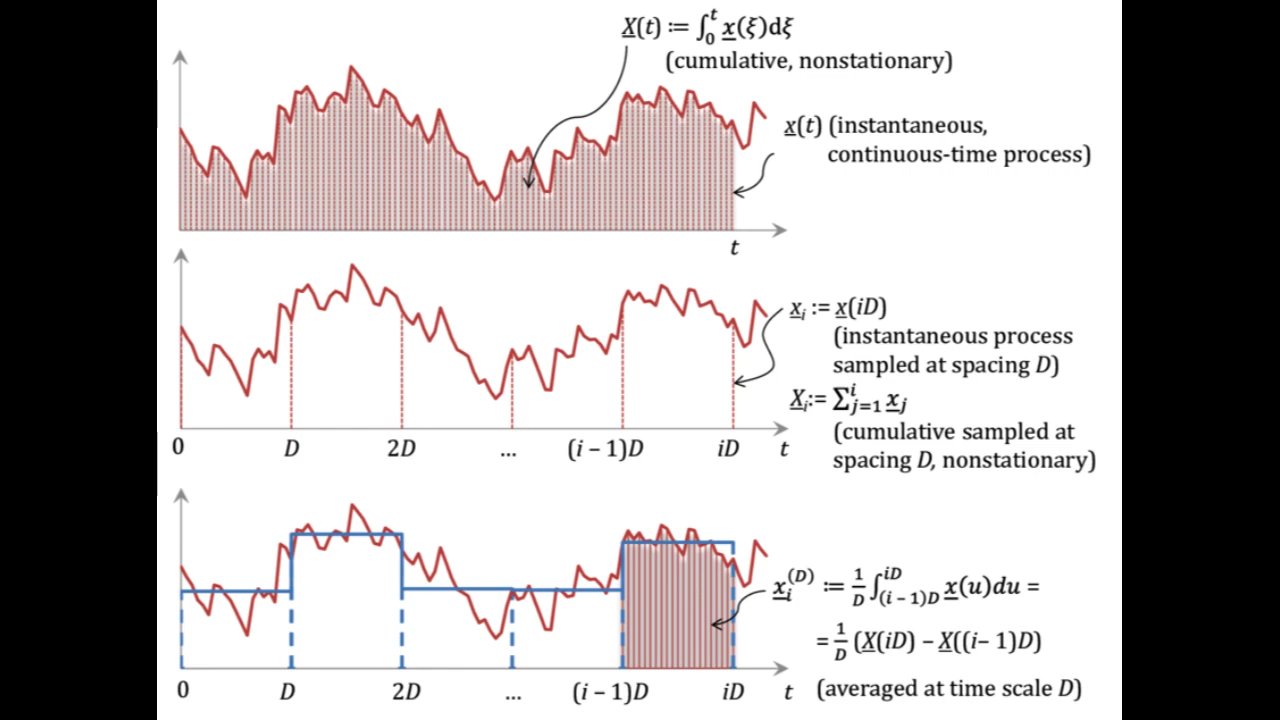 X(t) ≔ ∫₀ᵗ x(ξ)dξ
(cumulative, nonstationary)
x(t) (instantaneous,
continuous-time process)
t
xᵢ := x(iD)
(instantaneous process
sampled at spacing D)
Xᵢ:= ∑ⁱⱼ₌₁ xⱼ
(cumulative sampled at
spacing D, nonstationary)
0 D 2D ... (i – 1)D iD t
xᵢ⁽ᴰ⁾ ≔ 1/D ∫_{(i – 1)D}^{iD} x(u)du =
= 1/D (X(iD) – X((i– 1)D)
(averaged at time scale D)
0 D 2D ... (i – 1)D iD t